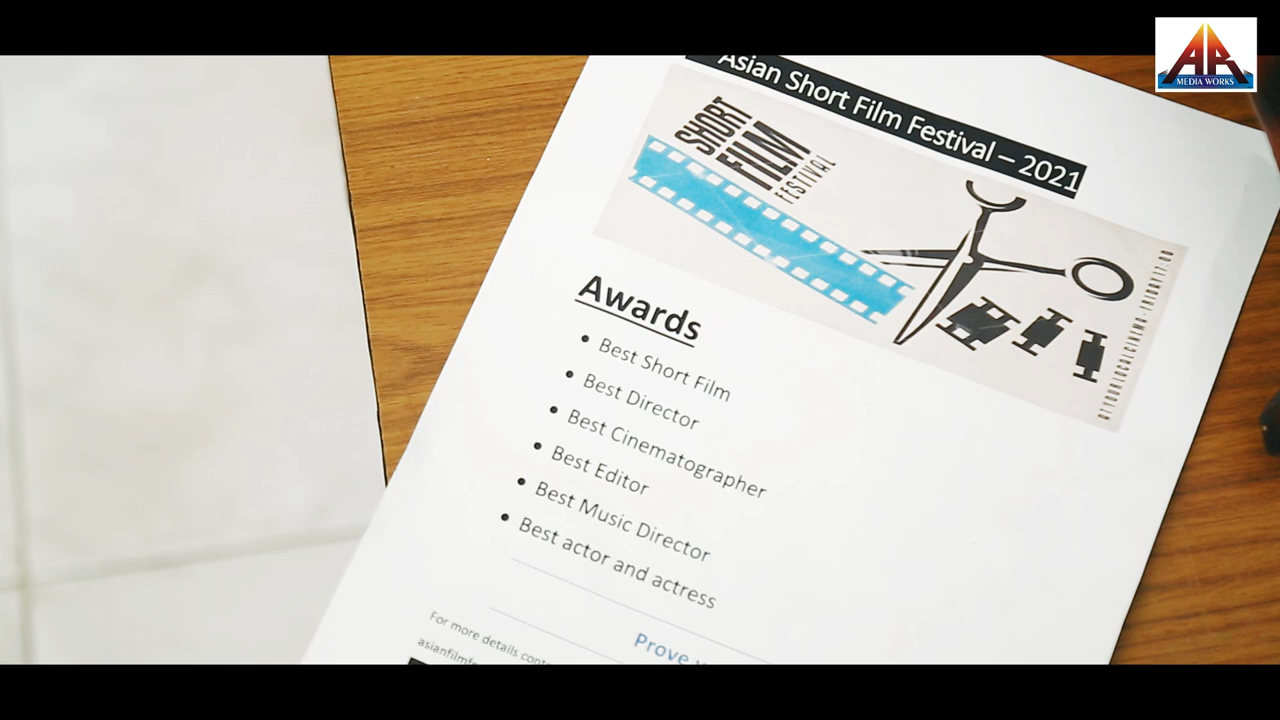 AR
MEDIA WORKS
Asian Short Film Festival – 2021
SHORT
FILM
FESTIVAL
Awards
• Best Short Film
• Best Director
• Best Cinematographer
• Best Editor
• Best Music Director
• Best actor and actress
Prove
For more details